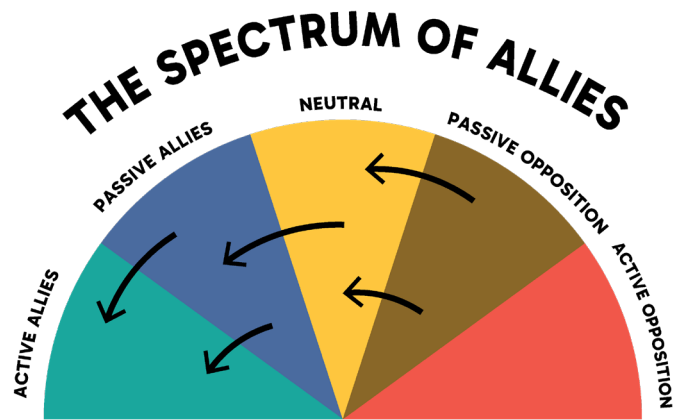 THE SPECTRUM OF ALLIES
ACTIVE ALLIES
PASSIVE ALLIES
NEUTRAL
PASSIVE OPPOSITION
ACTIVE OPPOSITION